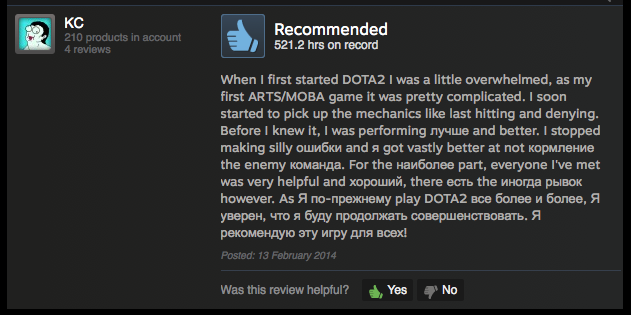 KC
210 products in account
4 reviews
Recommended
521.2 hrs on record
When I first started DOTA2 I was a little overwhelmed, as my
first ARTS/MOBA game it was pretty complicated. I soon
started to pick up the mechanics like last hitting and denying.
Before I knew it, I was performing лучше and better. I stopped
making silly ошибки and я got vastly better at not кормление
the enemy команда. For the наиболее part, everyone I've met
was very helpful and хороший, there есть the иногда рывок
however. As Я по-прежнему play DOTA2 все более и более, Я
уверен, что я буду продолжать совершенствовать. Я
рекомендую эту игру для всех!
Posted: 13 February 2014
Was this review helpful? Yes No